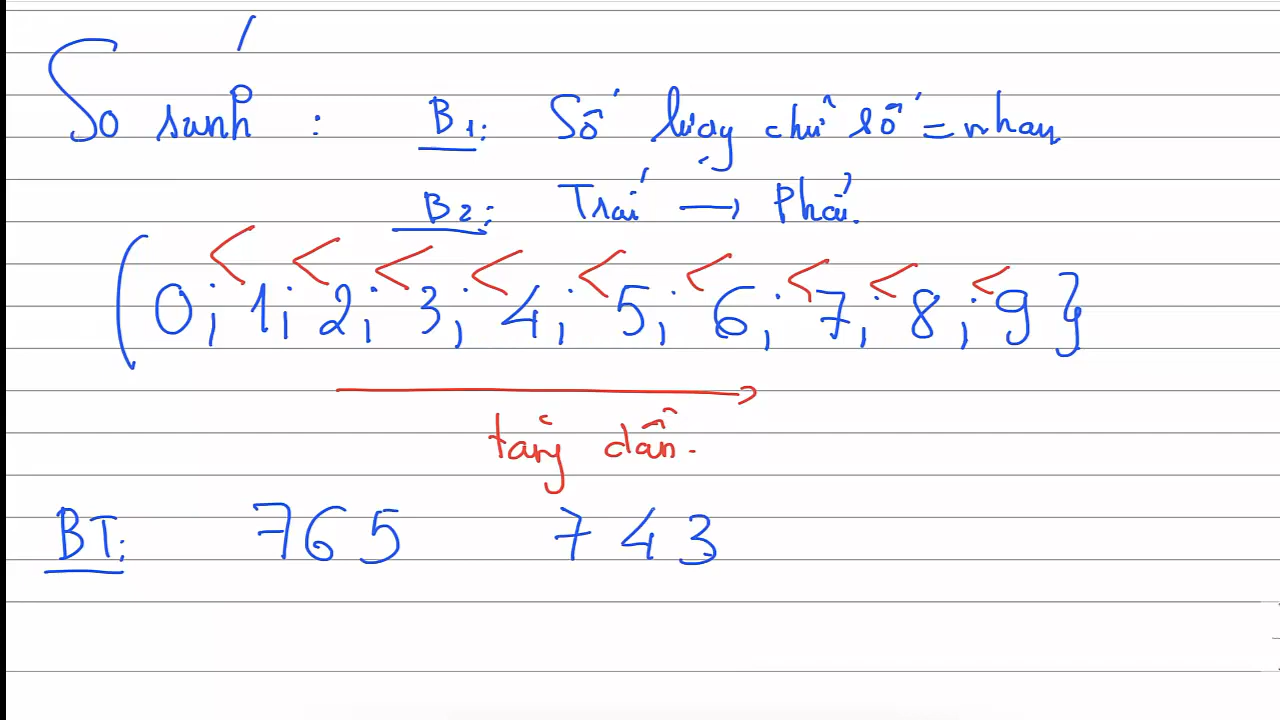 So sánh : B1: Số lượng chữ số = nhau
B2: Trái → Phải.
{0; 1; 2; 3; 4; 5; 6; 7; 8; 9}
< < < < < < < < <
tăng dần.
BT: 765 743